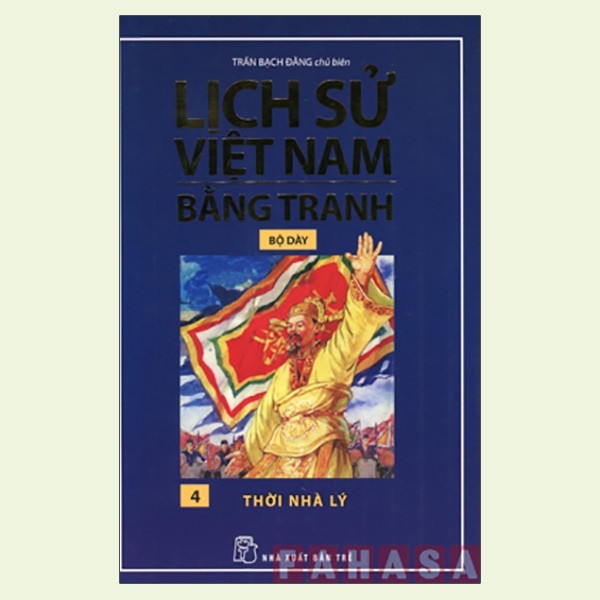 TRẦN BẠCH ĐẰNG chủ biên
LỊCH SỬ
VIỆT NAM
BẰNG TRANH
BỘ DÀY
4 THỜI NHÀ LÝ
NHÀ XUẤT BẢN TRẺ
FAHASA